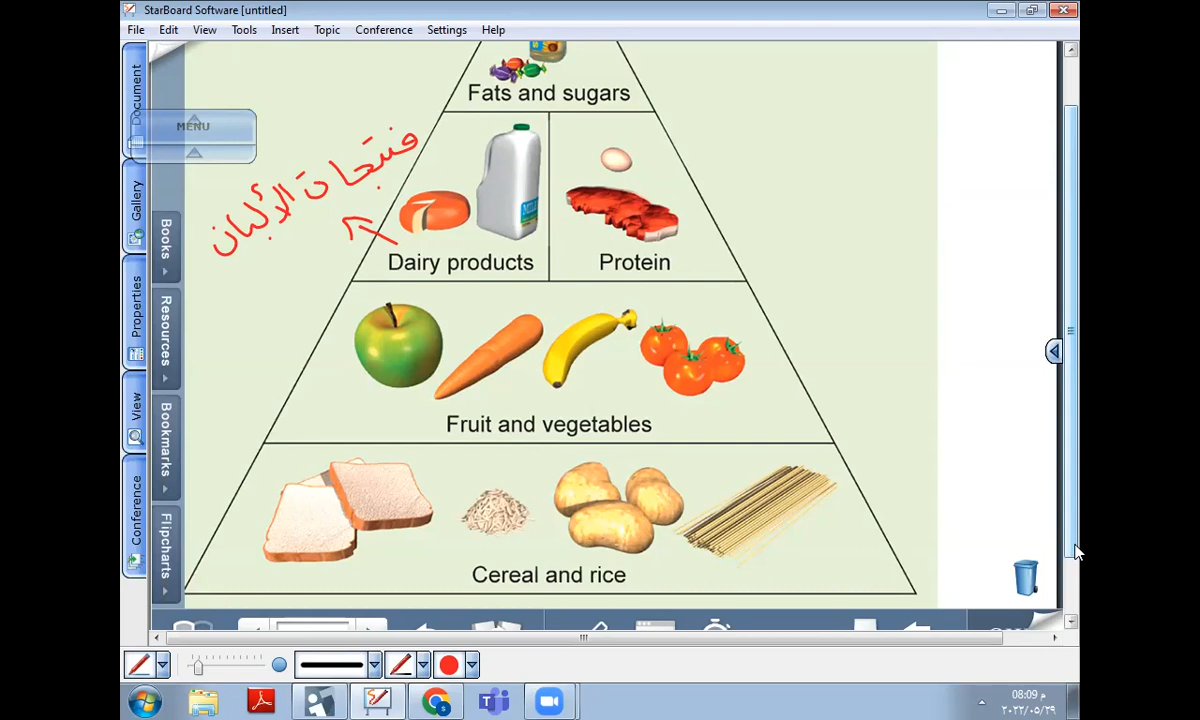 StarBoard Software [untitled]
File Edit View Tools Insert Topic Conference Settings Help
Document
MENU
Gallery
Properties
View
Conference
Books
Resources
Bookmarks
Flipcharts
Fats and sugars
منتجات الألبان
Dairy products
Protein
Fruit and vegetables
Cereal and rice
08:09 م
٢٠٢٢/٠٥/٢٩